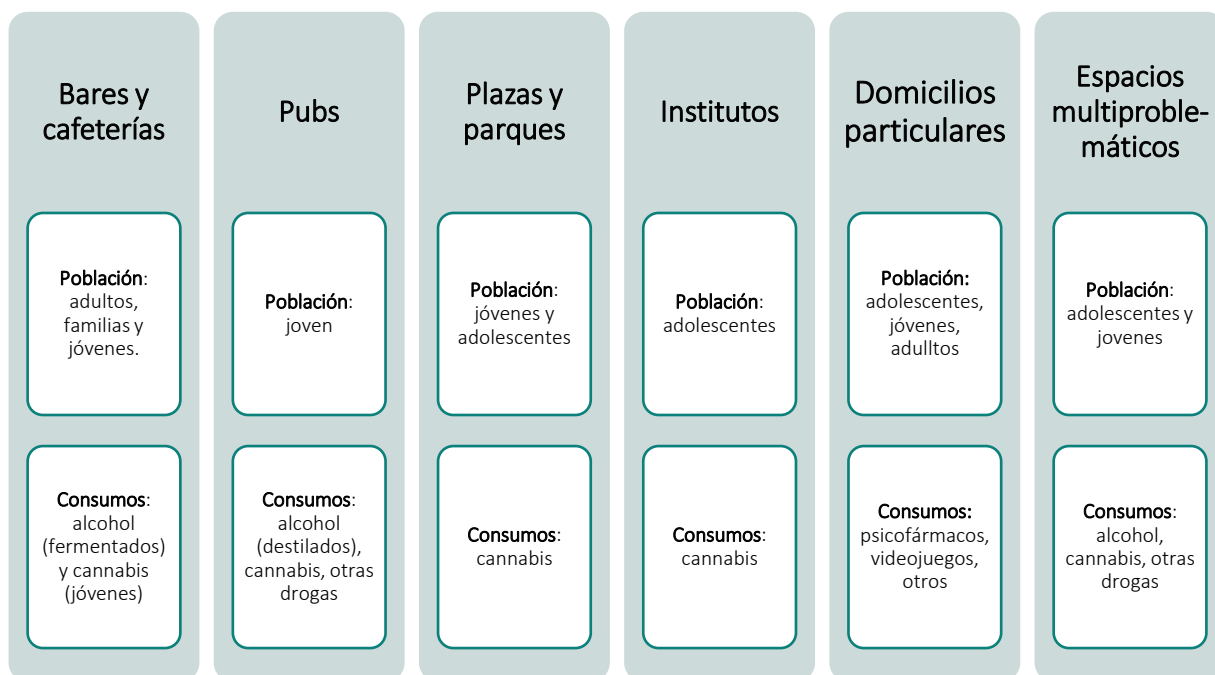 Bares y
cafeterías
Población:
adultos,
familias y
jóvenes.
Consumos:
alcohol
(fermentados)
y cannabis
(jóvenes)
Pubs
Población:
joven
Consumos:
alcohol
(destilados),
cannabis, otras
drogas
Plazas y
parques
Población:
jóvenes y
adolescentes
Consumos:
cannabis
Institutos
Población:
adolescentes
Consumos:
cannabis
Domicilios
particulares
Población:
adolescentes,
jóvenes,
adulltos
Consumos:
psicofármacos,
videojuegos,
otros
Espacios
multiproble-
máticos
Población:
adolescentes y
jovenes
Consumos:
alcohol,
cannabis, otras
drogas